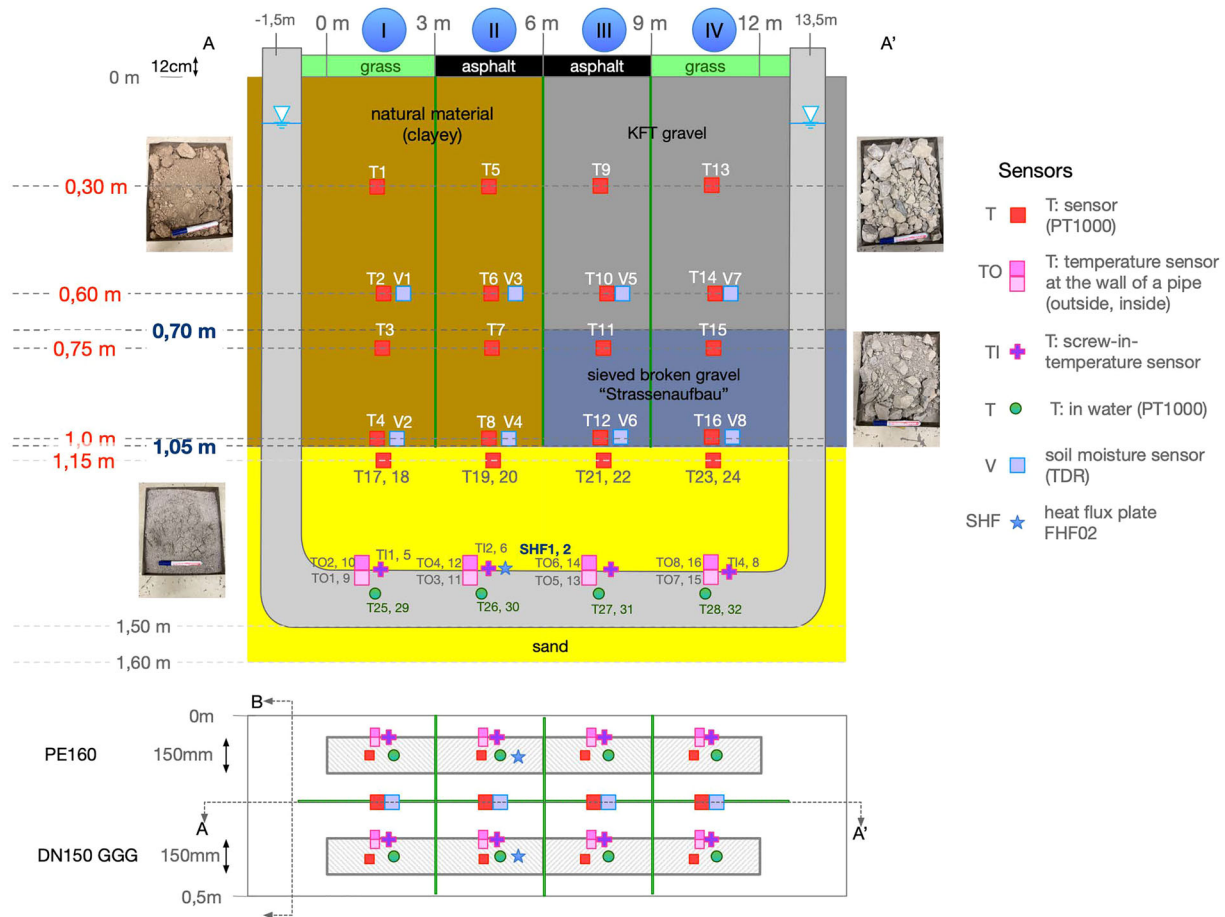 -1,5m
0 m
I
3 m
II
6 m
III
9 m
IV
12 m
13,5m
A
A'
12cm
grass
asphalt
asphalt
grass
0 m
natural material
(clayey)
KFT gravel
T1
T5
T9
T13
0,30 m
T2 V1
T6 V3
T10 V5
T14 V7
0,60 m
0,70 m
T3
T7
T11
T15
0,75 m
sieved broken gravel
“Strassenaufbau”
T4 V2
T8 V4
T12 V6
T16 V8
1,0 m
1,05 m
1,15 m
T17, 18
T19, 20
T21, 22
T23, 24
TI1, 5
TI2, 6
SHF1, 2
TO2, 10
TO4, 12
TO6, 14
TO8, 16
TI4, 8
TO1, 9
TO3, 11
TO5, 13
TO7, 15
T25, 29
T26, 30
T27, 31
T28, 32
1,50 m
sand
1,60 m
Sensors
T
T: sensor
(PT1000)
TO
T: temperature sensor
at the wall of a pipe
(outside, inside)
TI
T: screw-in-
temperature sensor
T
T: in water (PT1000)
V
soil moisture sensor
(TDR)
SHF
heat flux plate
FHF02
B
0m
PE160
150mm
A
A'
DN150 GGG
150mm
0,5m